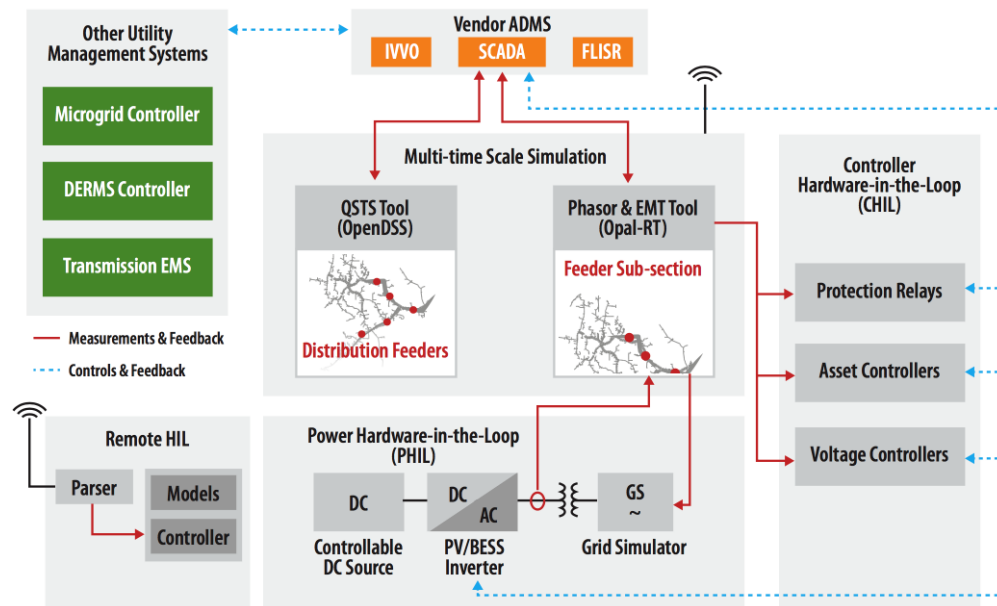 Other Utility
Management Systems
Microgrid Controller
DERMS Controller
Transmission EMS
Measurements & Feedback
Controls & Feedback
Vendor ADMS
IVVO
SCADA
FLISR
Multi-time Scale Simulation
QSTS Tool
(OpenDSS)
Distribution Feeders
Phasor & EMT Tool
(Opal-RT)
Feeder Sub-section
Controller
Hardware-in-the-Loop
(CHIL)
Protection Relays
Asset Controllers
Voltage Controllers
Remote HIL
Parser
Models
Controller
Power Hardware-in-the-Loop
(PHIL)
DC
DC
AC
GS
~
Controllable
DC Source
PV/BESS
Inverter
Grid Simulator